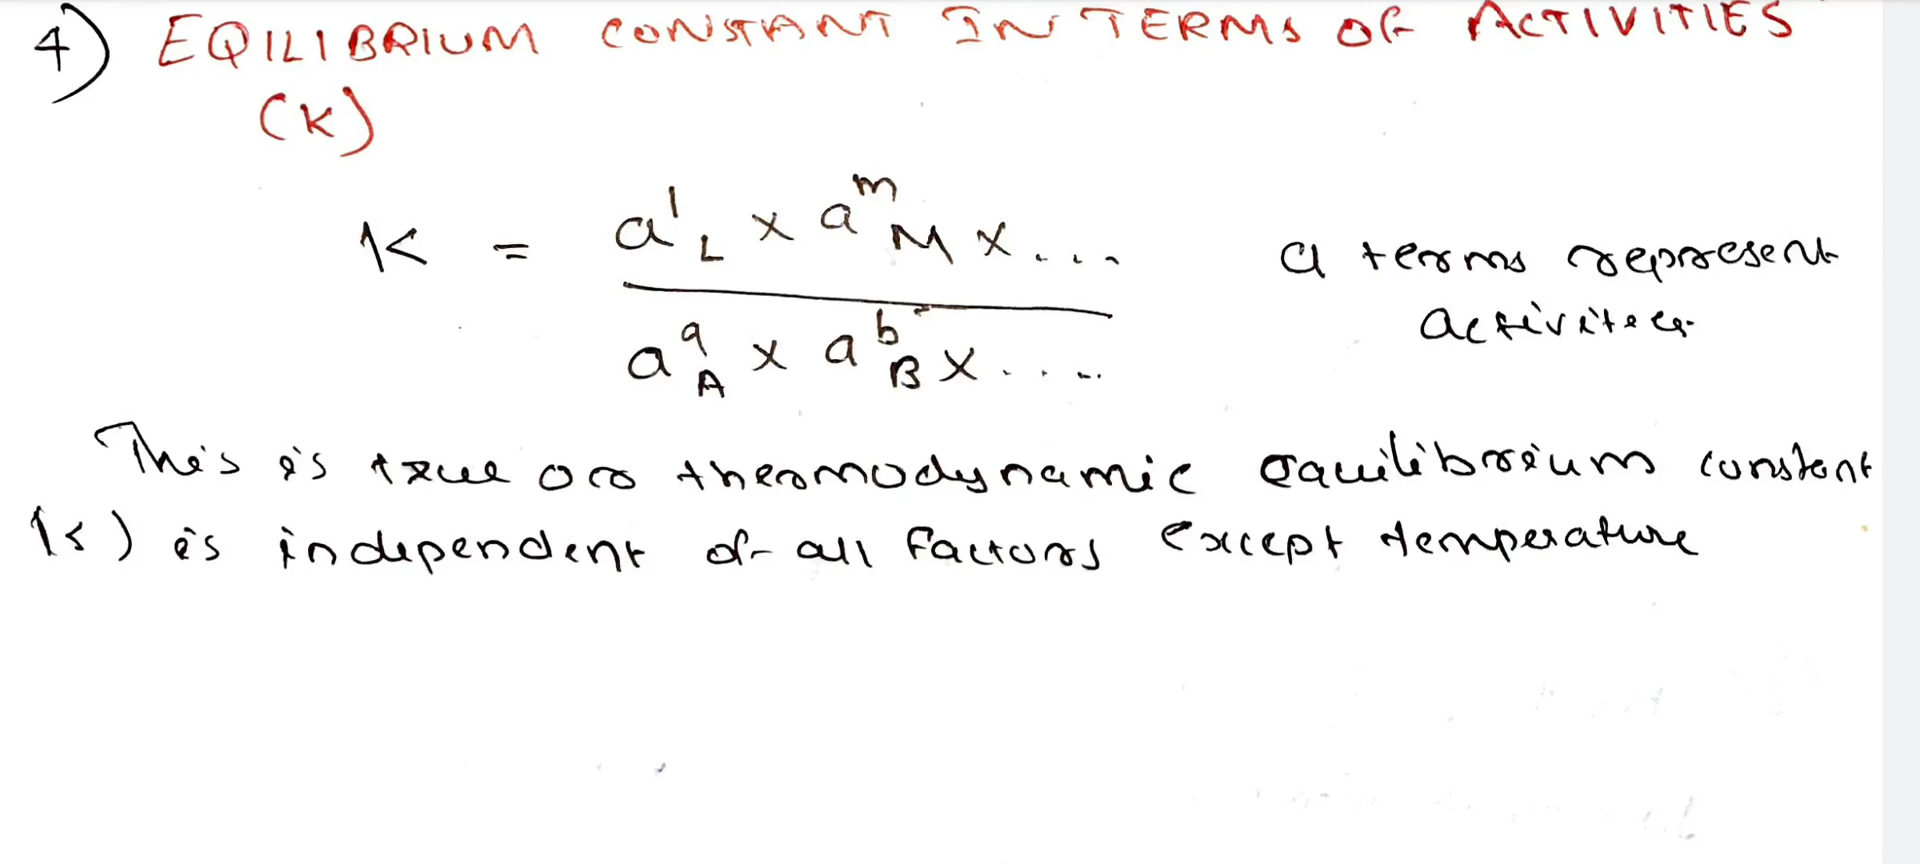 4) EQILIBRIUM CONSTANT IN TERMS OF ACTIVITIES
(K)
K = a^l_L × a^m_M × ... / a^a_A × a^b_B × .... a terms represent
activities.
This is true or thermodynamic equilibrium constant
K) is independent of all factors except temperature